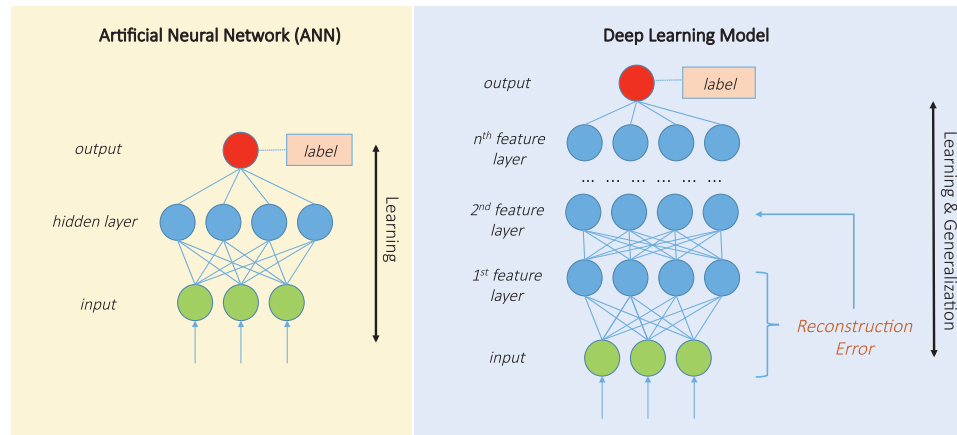 Artificial Neural Network (ANN)
output
label
hidden layer
input
Learning
Deep Learning Model
output
label
nth feature
layer
... ... ... ... ... ...
2nd feature
layer
1st feature
layer
input
Reconstruction
Error
Learning & Generalization